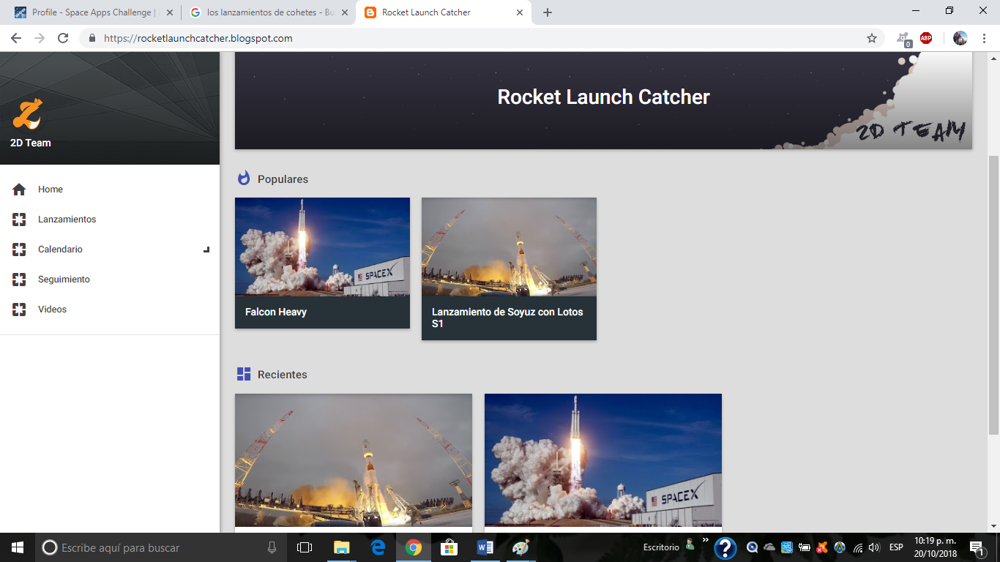 Profile - Space Apps Challenge |
los lanzamientos de cohetes - Bu
Rocket Launch Catcher
https://rocketlaunchcatcher.blogspot.com
0
ABP
2D Team
Home
Lanzamientos
Calendario
Seguimiento
Videos
Rocket Launch Catcher
2D TEAM
Populares
SPACEX
Falcon Heavy
Lanzamiento de Soyuz con Lotos
S1
Recientes
SPACEX
Escribe aquí para buscar
Escritorio
»
?
ESP
10:19 p. m.
20/10/2018
1